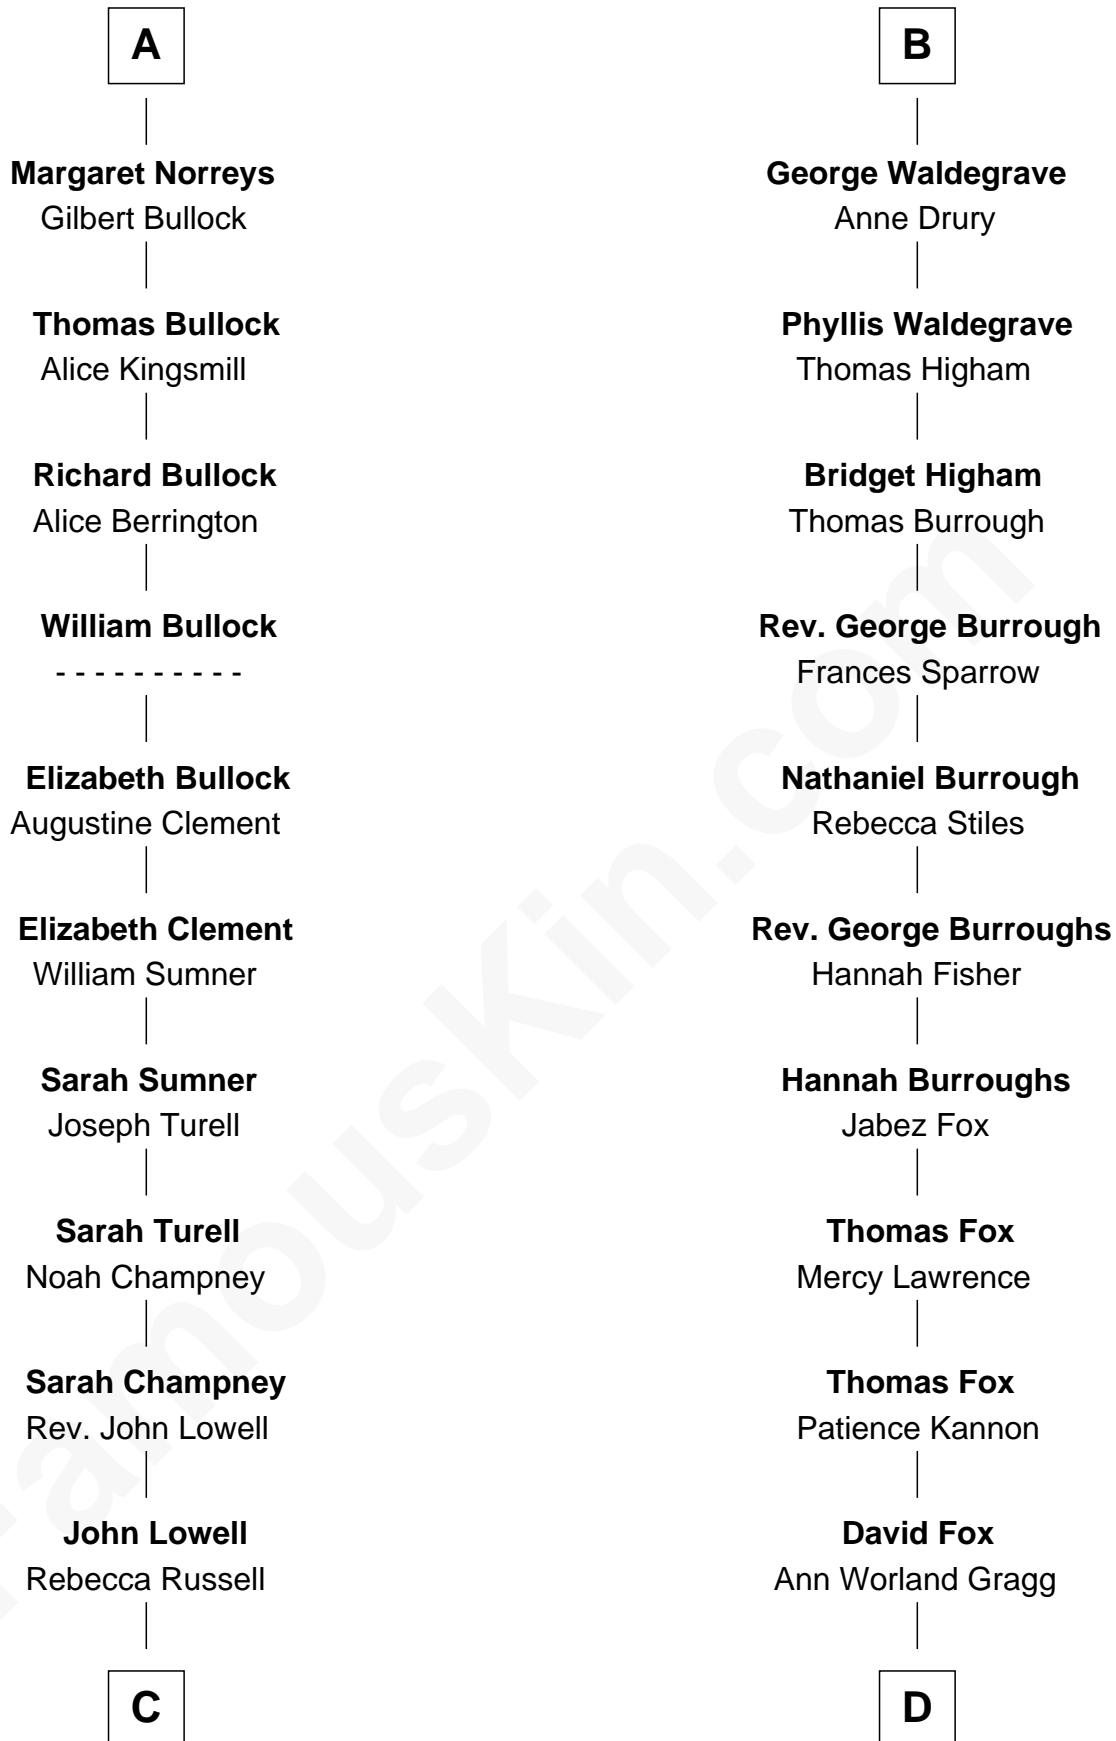 A
Margaret Norreys
Gilbert Bullock
Thomas Bullock
Alice Kingsmill
Richard Bullock
Alice Berrington
William Bullock
- - - - - - - - - -
Elizabeth Bullock
Augustine Clement
Elizabeth Clement
William Sumner
Sarah Sumner
Joseph Turell
Sarah Turell
Noah Champney
Sarah Champney
Rev. John Lowell
John Lowell
Rebecca Russell
C
B
George Waldegrave
Anne Drury
Phyllis Waldegrave
Thomas Higham
Bridget Higham
Thomas Burrough
Rev. George Burrough
Frances Sparrow
Nathaniel Burrough
Rebecca Stiles
Rev. George Burroughs
Hannah Fisher
Hannah Burroughs
Jabez Fox
Thomas Fox
Mercy Lawrence
Thomas Fox
Patience Kannon
David Fox
Ann Worland Gragg
D
FamousKin.com